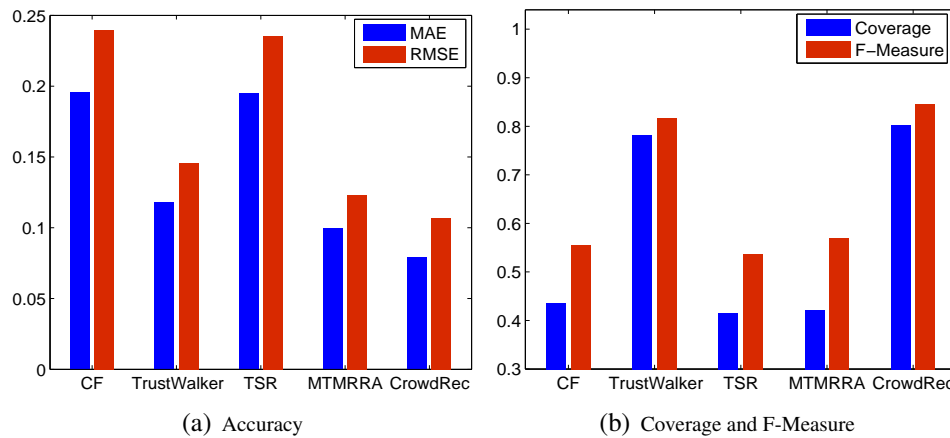 0.25
0.2
0.15
0.1
0.05
0
MAE
RMSE
CF
TrustWalker
TSR
MTMRRA
CrowdRec
(a) Accuracy
1
0.9
0.8
0.7
0.6
0.5
0.4
0.3
Coverage
F−Measure
CF
TrustWalker
TSR
MTMRRA
CrowdRec
(b) Coverage and F-Measure